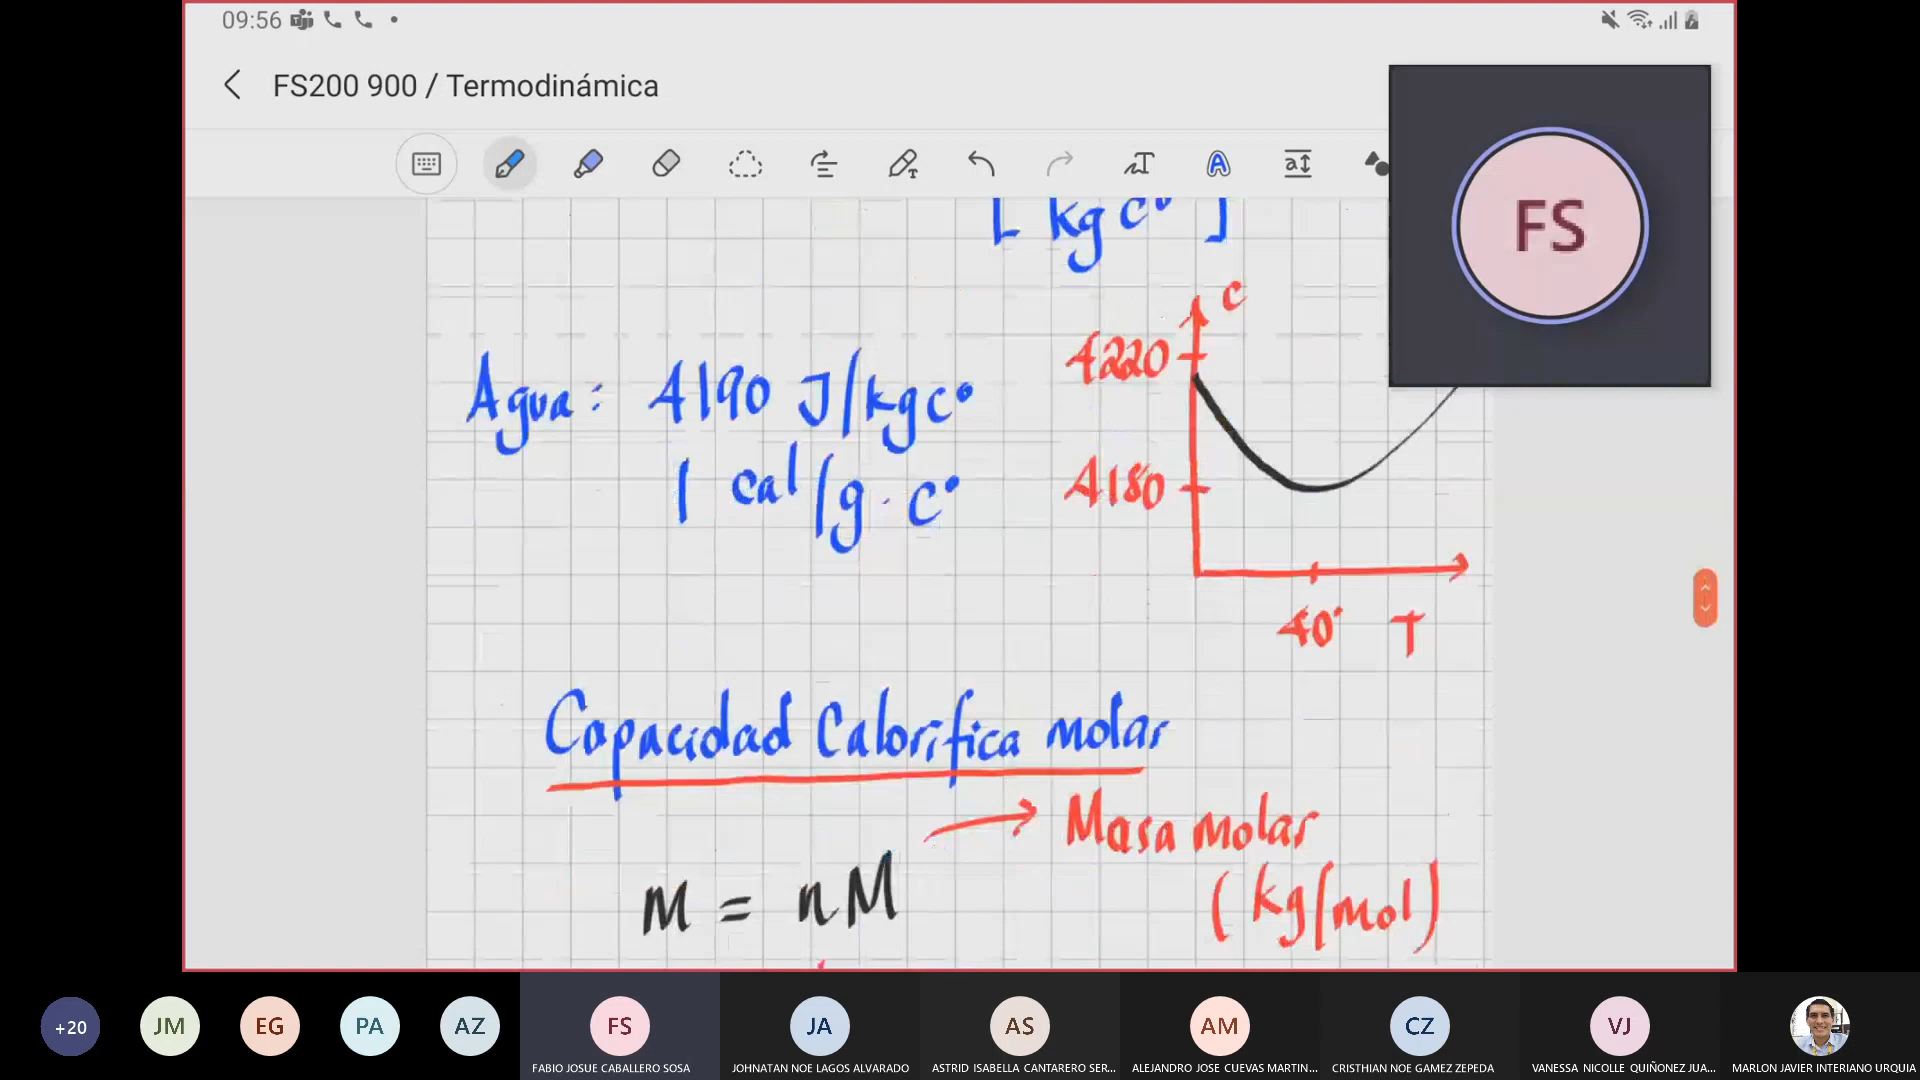 09:56
FS200 900 / Termodinámica
FS
[ kg c° ]
c
4220
Agua: 4190 J/kg c°
1 cal/g · c°
4180
40° T
Capacidad Calorífica molar
Masa molar
(kg/mol)
m = nM
+20
JM
EG
PA
AZ
FS
JA
AS
AM
CZ
VJ
FABIO JOSUE CABALLERO SOSA
JOHNATAN NOE LAGOS ALVARADO
ASTRID ISABELLA CANTARERO SER...
ALEJANDRO JOSE CUEVAS MARTIN...
CRISTHIAN NOE GAMEZ ZEPEDA
VANESSA NICOLLE QUIÑONEZ JUA...
MARLON JAVIER INTERIANO URQUIA